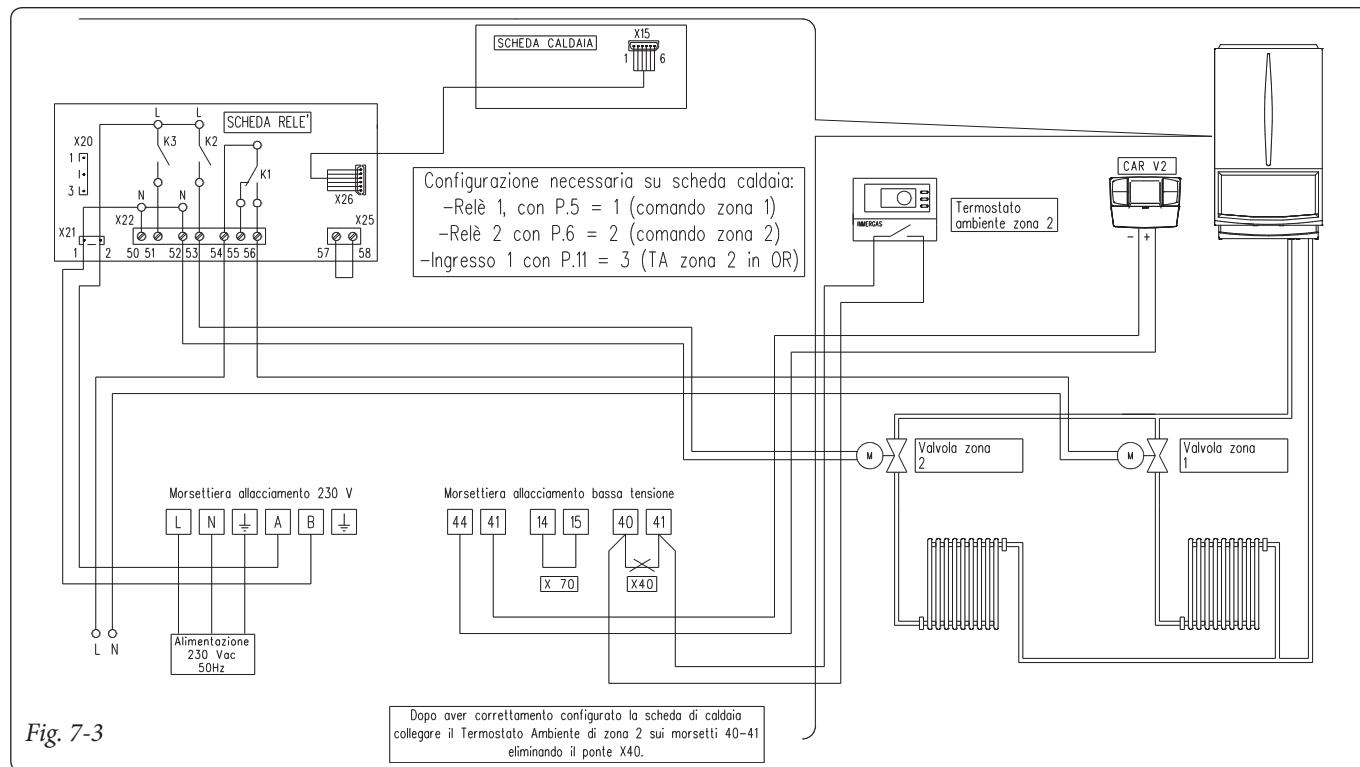 SCHEDA CALDAIA
X15
1 6
L L
SCHEDA RELE'
X20
K3 K2
1
3
K1
N N
X26
X22
X25
X21
1 2 50 51 52 53 54 55 56 57 58
Configurazione necessaria su scheda caldaia:
-Relè 1, con P.5 = 1 (comando zona 1)
-Relè 2 con P.6 = 2 (comando zona 2)
-Ingresso 1 con P.11 = 3 (TA zona 2 in OR)
IMMERGAS
Termostato
ambiente zona 2
CAR V2
- +
M
Valvola zona
2
M
Valvola zona
1
Morsettiera allacciamento 230 V
L N A B
Morsettiera allacciamento bassa tensione
44 41 14 15 40 41
X 70 X40
L N
Alimentazione
230 Vac
50Hz
Dopo aver correttamento configurato la scheda di caldaia
collegare il Termostato Ambiente di zona 2 sui morsetti 40-41
eliminando il ponte X40.
Fig. 7-3